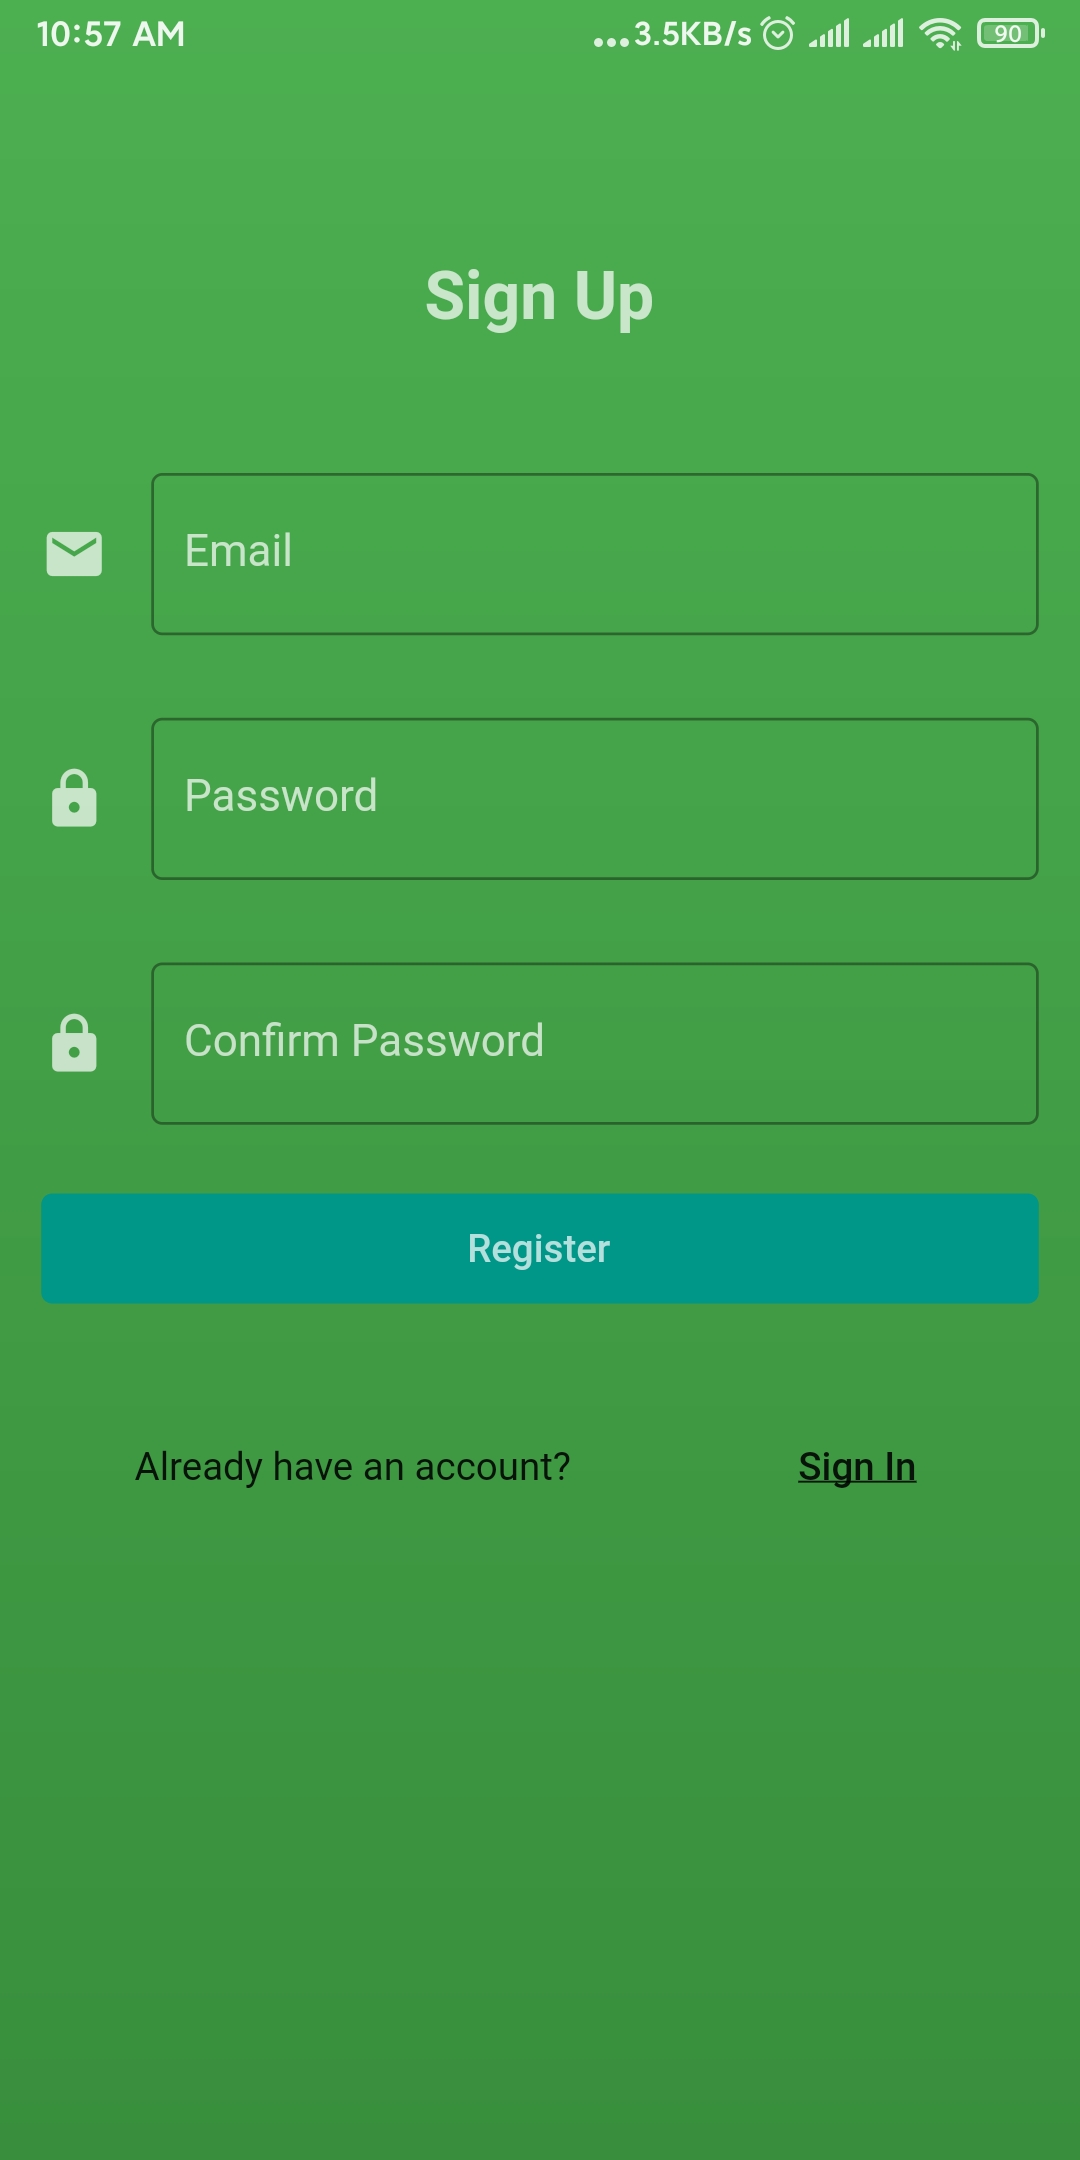 10:57 AM ...3.5KB/s 90
Sign Up
Email
Password
Confirm Password
Register
Already have an account? Sign In